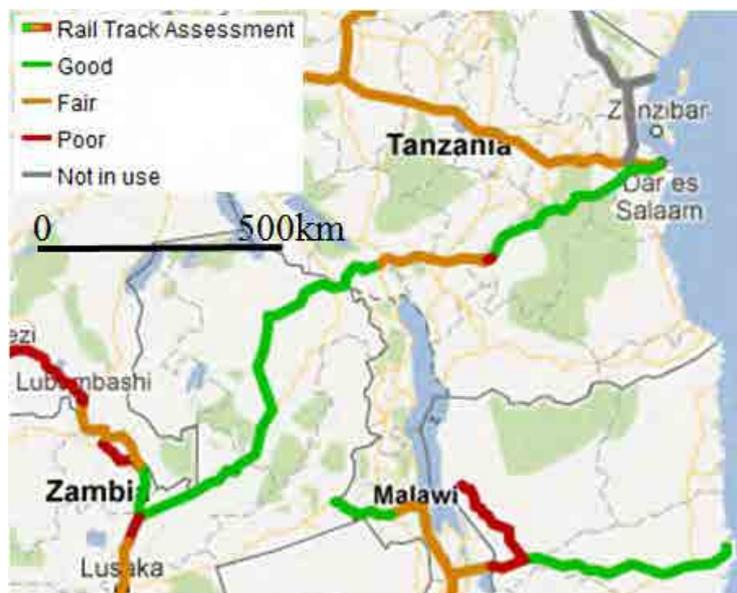 Rail Track Assessment
Good
Fair
Poor
Not in use
Zanzibar
Tanzania
Dar es
Salaam
0 500km
ezi
Lubumbashi
Zambia
Malawi
Lusaka